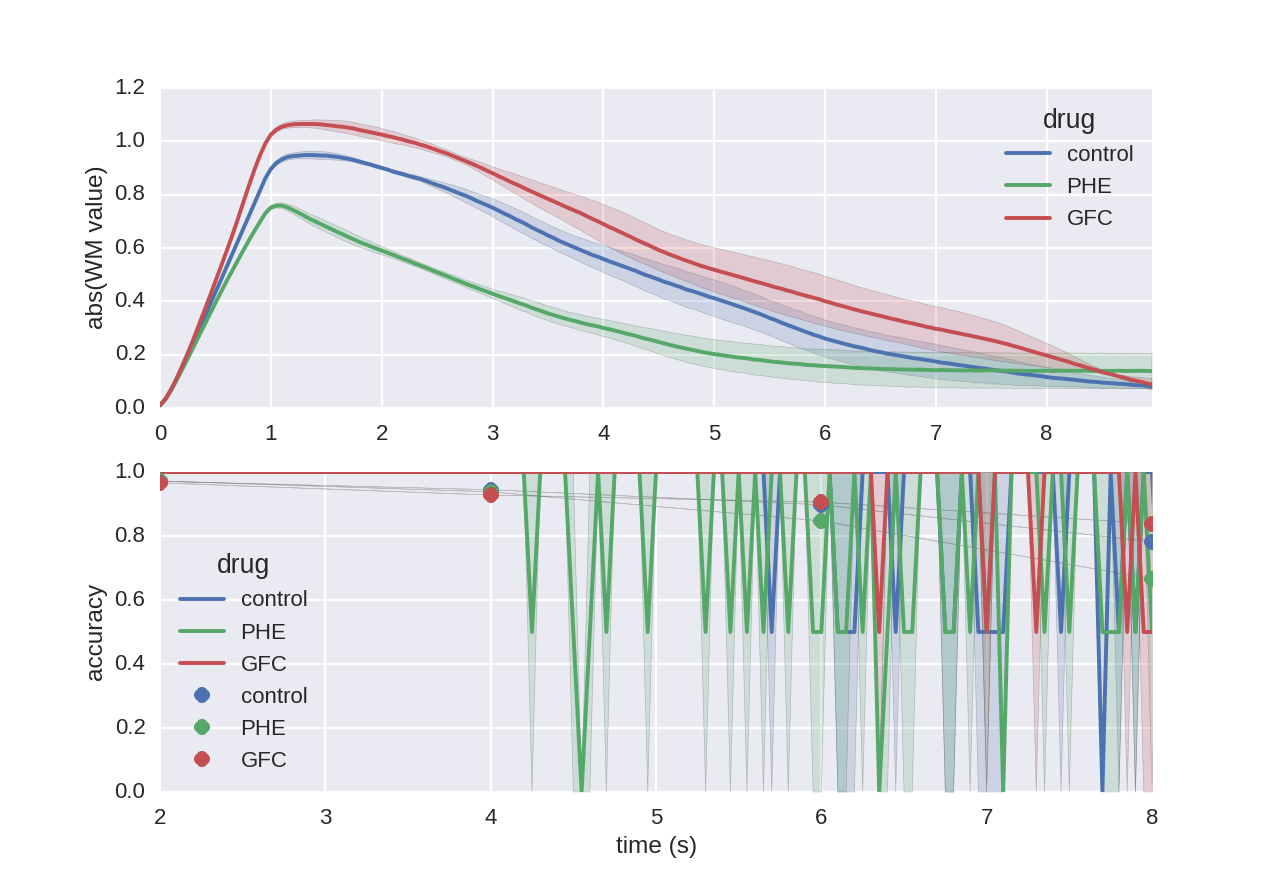 1.2
1.0
0.8
0.6
0.4
0.2
0.0
abs(WM value)
drug
control
PHE
GFC
0 1 2 3 4 5 6 7 8
1.0
0.8
0.6
0.4
0.2
0.0
accuracy
drug
control
PHE
GFC
control
PHE
GFC
2 3 4 5 6 7 8
time (s)